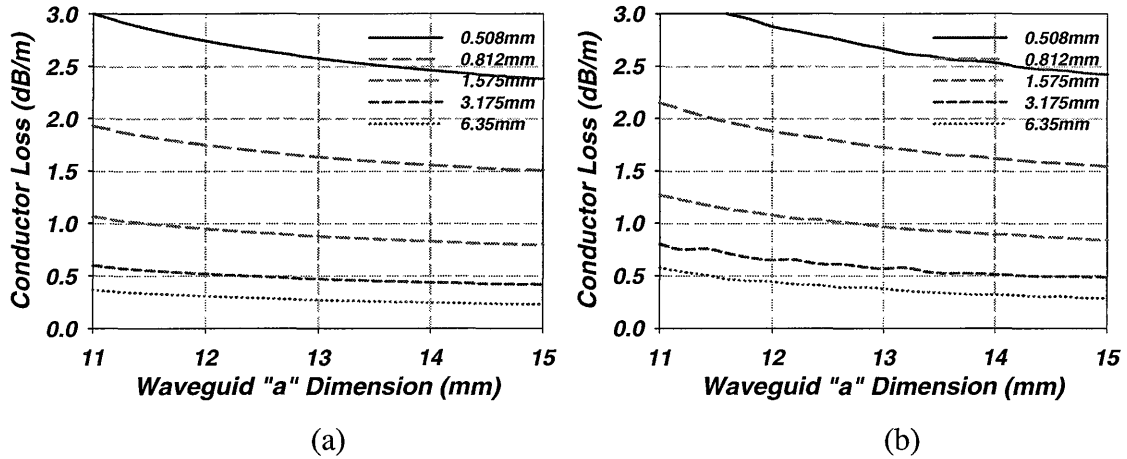 3.0
2.5
2.0
1.5
1.0
0.5
0.0
Conductor Loss (dB/m)
0.508mm
0.812mm
1.575mm
3.175mm
6.35mm
11 12 13 14 15
Waveguid "a" Dimension (mm)
(a)
3.0
2.5
2.0
1.5
1.0
0.5
0.0
Conductor Loss (dB/m)
0.508mm
0.812mm
1.575mm
3.175mm
6.35mm
11 12 13 14 15
Waveguid "a" Dimension (mm)
(b)